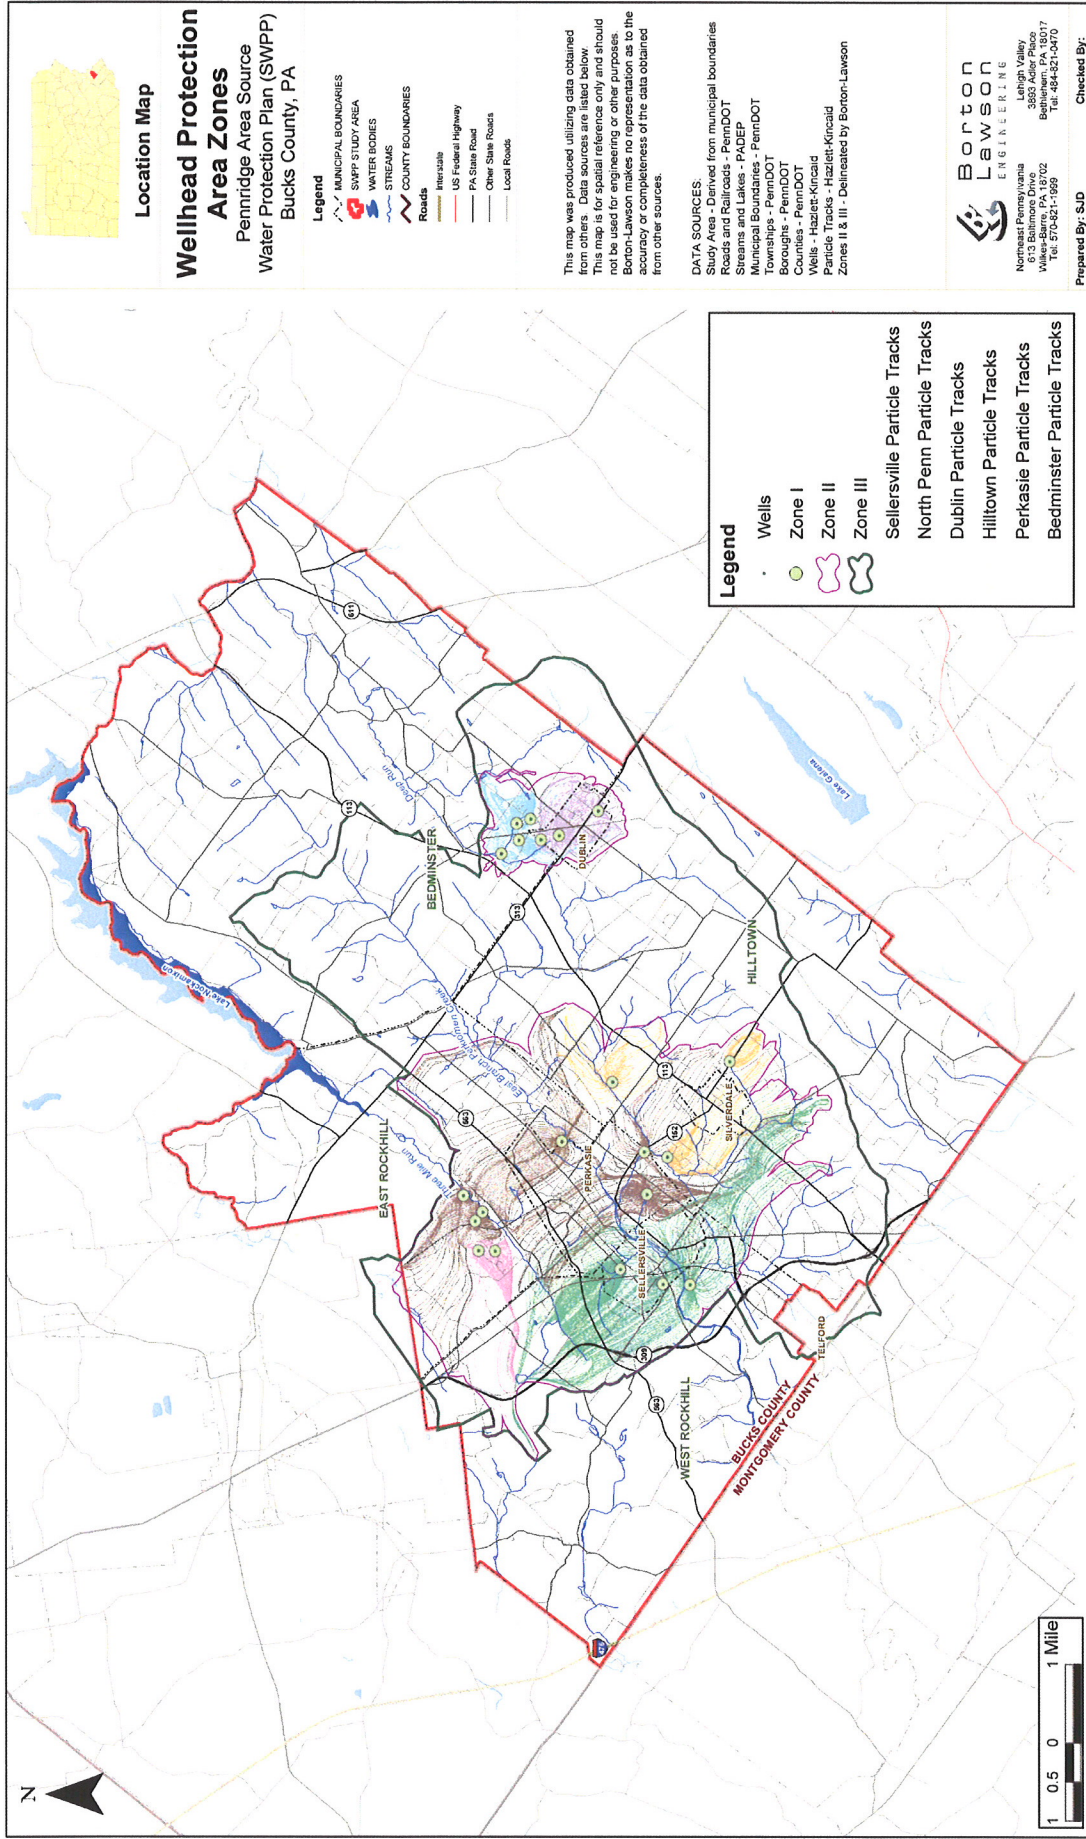 Location Map
Wellhead Protection
Area Zones
Pennridge Area Source
Water Protection Plan (SWPP)
Bucks County, PA
Legend
MUNICIPAL BOUNDARIES
SWPP STUDY AREA
WATER BODIES
STREAMS
COUNTY BOUNDARIES
Roads
Interstate
US Federal Highway
PA State Road
Other State Roads
Local Roads
This map was produced utilizing data obtained
from others. Data sources are listed below.
This map is for spatial reference only and should
not be used for engineering or other purposes.
Borton-Lawson makes no representation as to the
accuracy or completeness of the data obtained
from other sources.
DATA SOURCES:
Study Area - Derived from municipal boundaries
Roads and Railroads - PennDOT
Streams and Lakes - PADEP
Municipal Boundaries - PennDOT
Townships - PennDOT
Boroughs - PennDOT
Counties - PennDOT
Wells - Hazlett-Kincaid
Particle Tracks - Hazlett-Kincaid
Zones II & III - Delineated by Borton-Lawson
Borton
Lawson
ENGINEERING
Northeast Pennsylvania
613 Baltimore Drive
Wilkes-Barre, PA 18702
Tel: 570-821-1999
Lehigh Valley
3893 Adler Place
Bethlehem, PA 18017
Tel: 484-821-0470
Prepared By: SJD
Checked By:
N
Lake Nockamixon
611
113
Deep Run
BEDMINSTER
313
DUBLIN
Lake Galena
EAST ROCKHILL
Three Mile Run
563
East Branch Perkiomen Creek
PERKASIE
113
152
SILVERDALE
HILLTOWN
SELLERSVILLE
309
563
WEST ROCKHILL
TELFORD
BUCKS COUNTY
MONTGOMERY COUNTY
Legend
Wells
Zone I
Zone II
Zone III
Sellersville Particle Tracks
North Penn Particle Tracks
Dublin Particle Tracks
Hilltown Particle Tracks
Perkasie Particle Tracks
Bedminster Particle Tracks
1 0.5 0 1 Mile